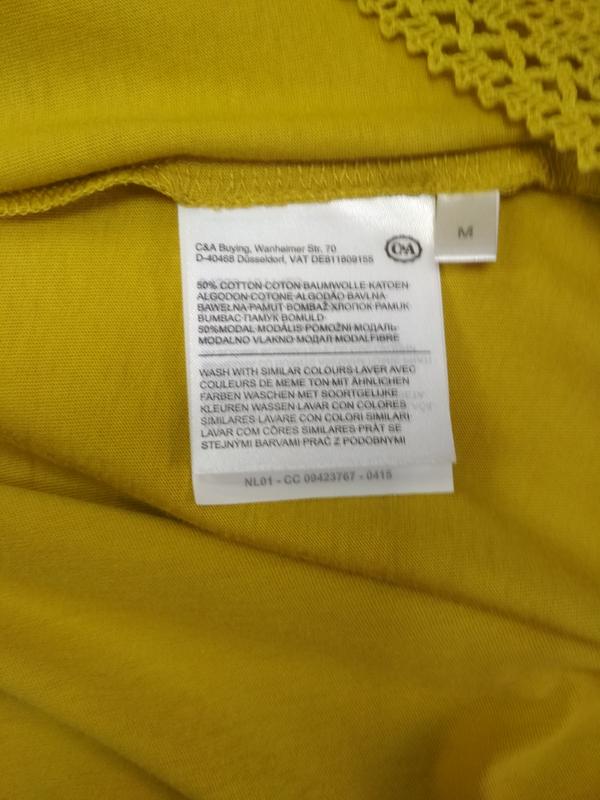 C&A Buying, Wanheimer Str. 70
D-40468 Düsseldorf, VAT DE811809155
C&A
M
50% COTTON·COTON·BAUMWOLLE·KATOEN
ALGODON·COTONE·ALGODÃO·BAVLNA
BAWEŁNA·PAMUT·BOMBAŽ·ХЛОПОК·PAMUK
BUMBAC·ПАМУК·BOMULD·
50%MODAL·MODÁLIS·POMOŽNI·МОДАЛЬ·
MODALNO VLAKNO·МОДАЛ·MODALFIBRE·
WASH WITH SIMILAR COLOURS·LAVER AVEC
COULEURS DE MEME TON·MIT ÄHNLICHEN
FARBEN WASCHEN·MET SOORTGELIJKE
KLEUREN WASSEN·LAVAR CON COLORES
SIMILARES·LAVARE CON COLORI SIMILARI·
LAVAR COM CÔRES SIMILARES·PRÁT SE
STEJNÝMI BARVAMI·PRAĆ Z PODOBNYMI
NL01 - CC 09423767 - 0415